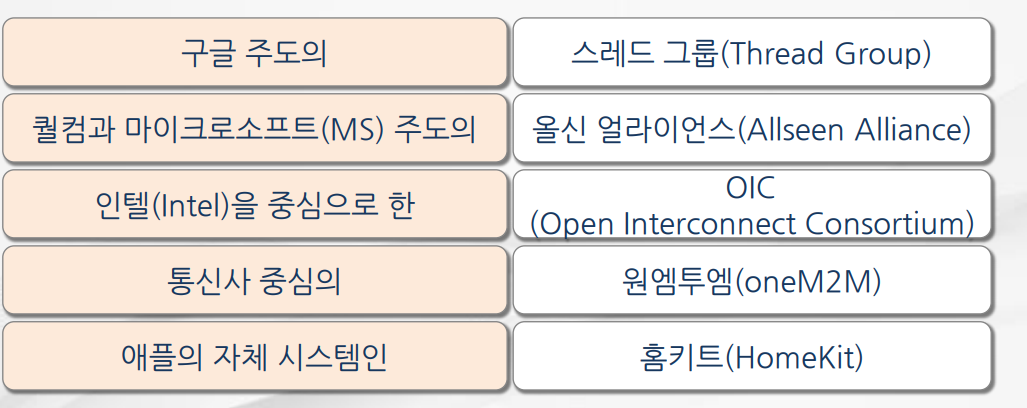 구글 주도의
스레드 그룹(Thread Group)
퀄컴과 마이크로소프트(MS) 주도의
올신 얼라이언스(Allseen Alliance)
인텔(Intel)을 중심으로 한
OIC
(Open Interconnect Consortium)
통신사 중심의
원엠투엠(oneM2M)
애플의 자체 시스템인
홈키트(HomeKit)